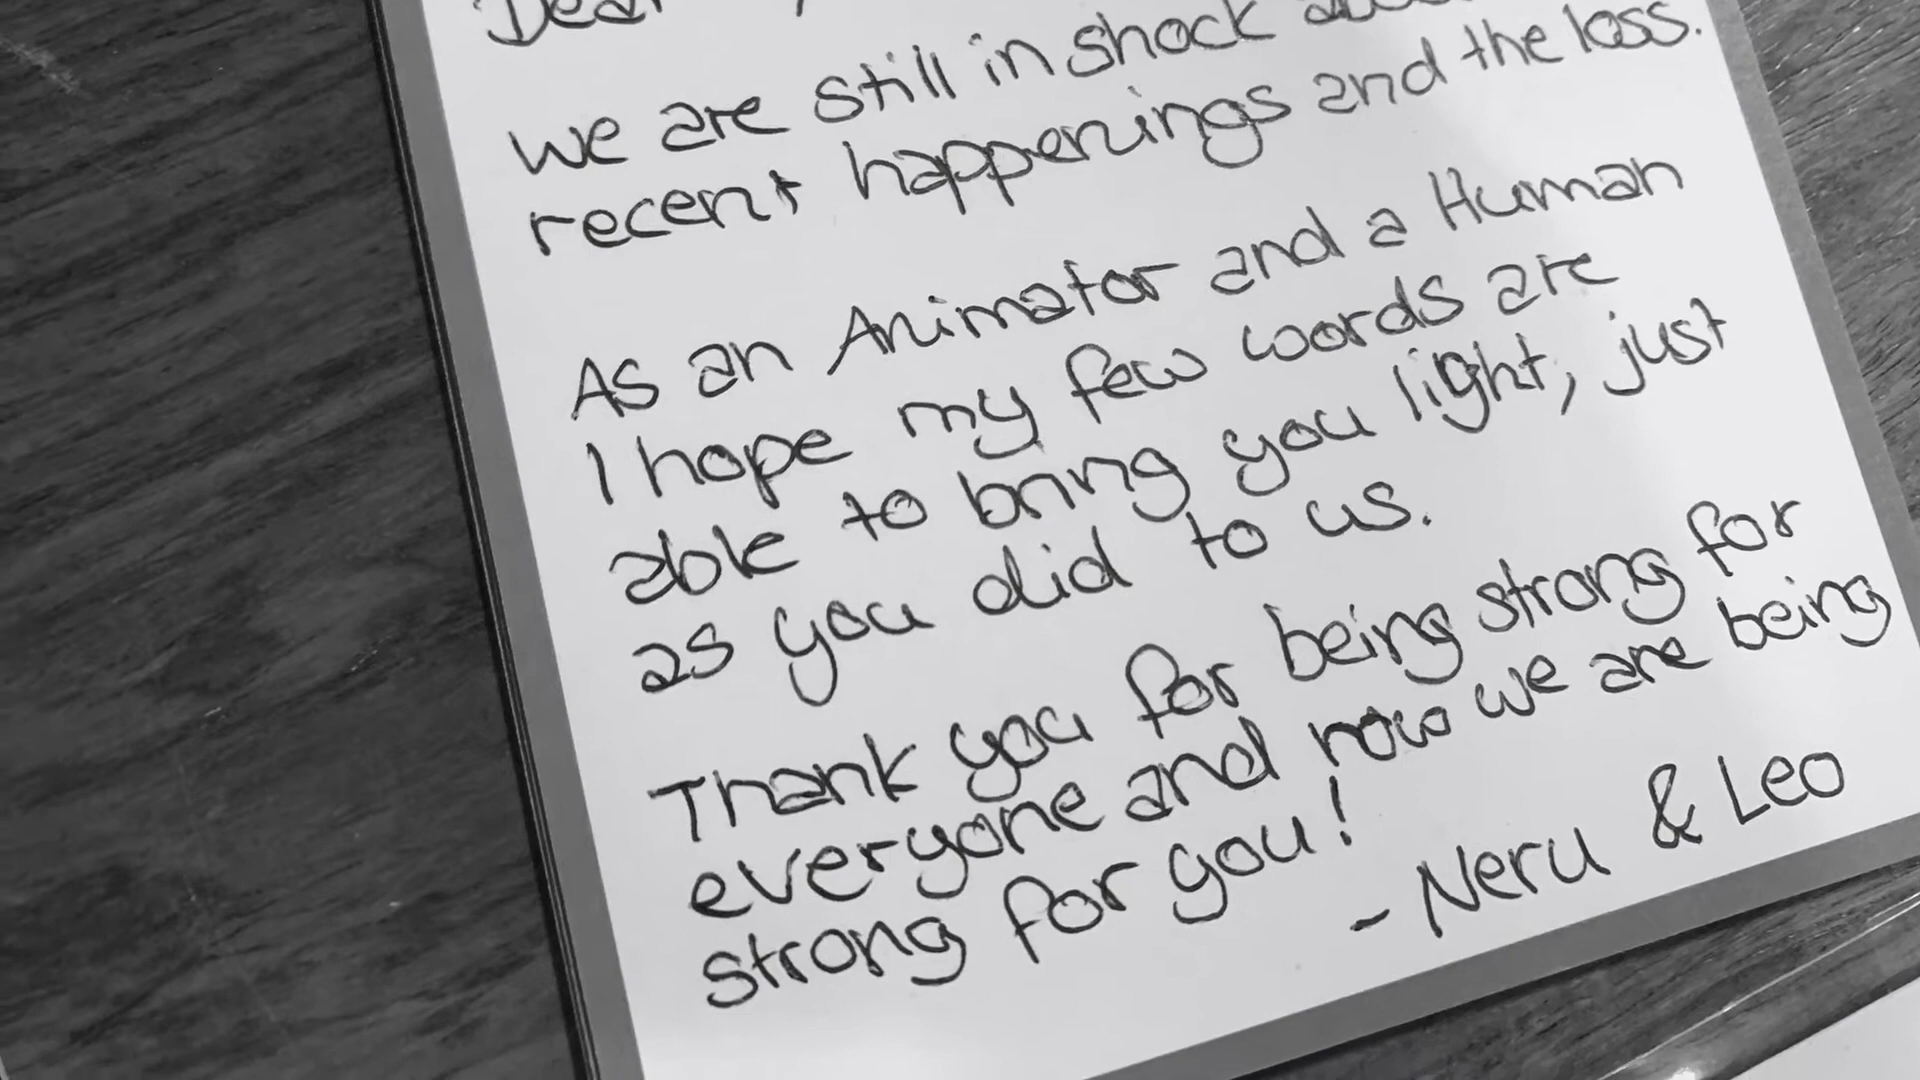 Dear
We are still in shock
recent happenings and the loss.
As an Animator and a Human
I hope my few words are
able to bring you light, just
as you did to us.
Thank you for being strong for
everyone and now we are being
strong for you!
- Neru & Leo